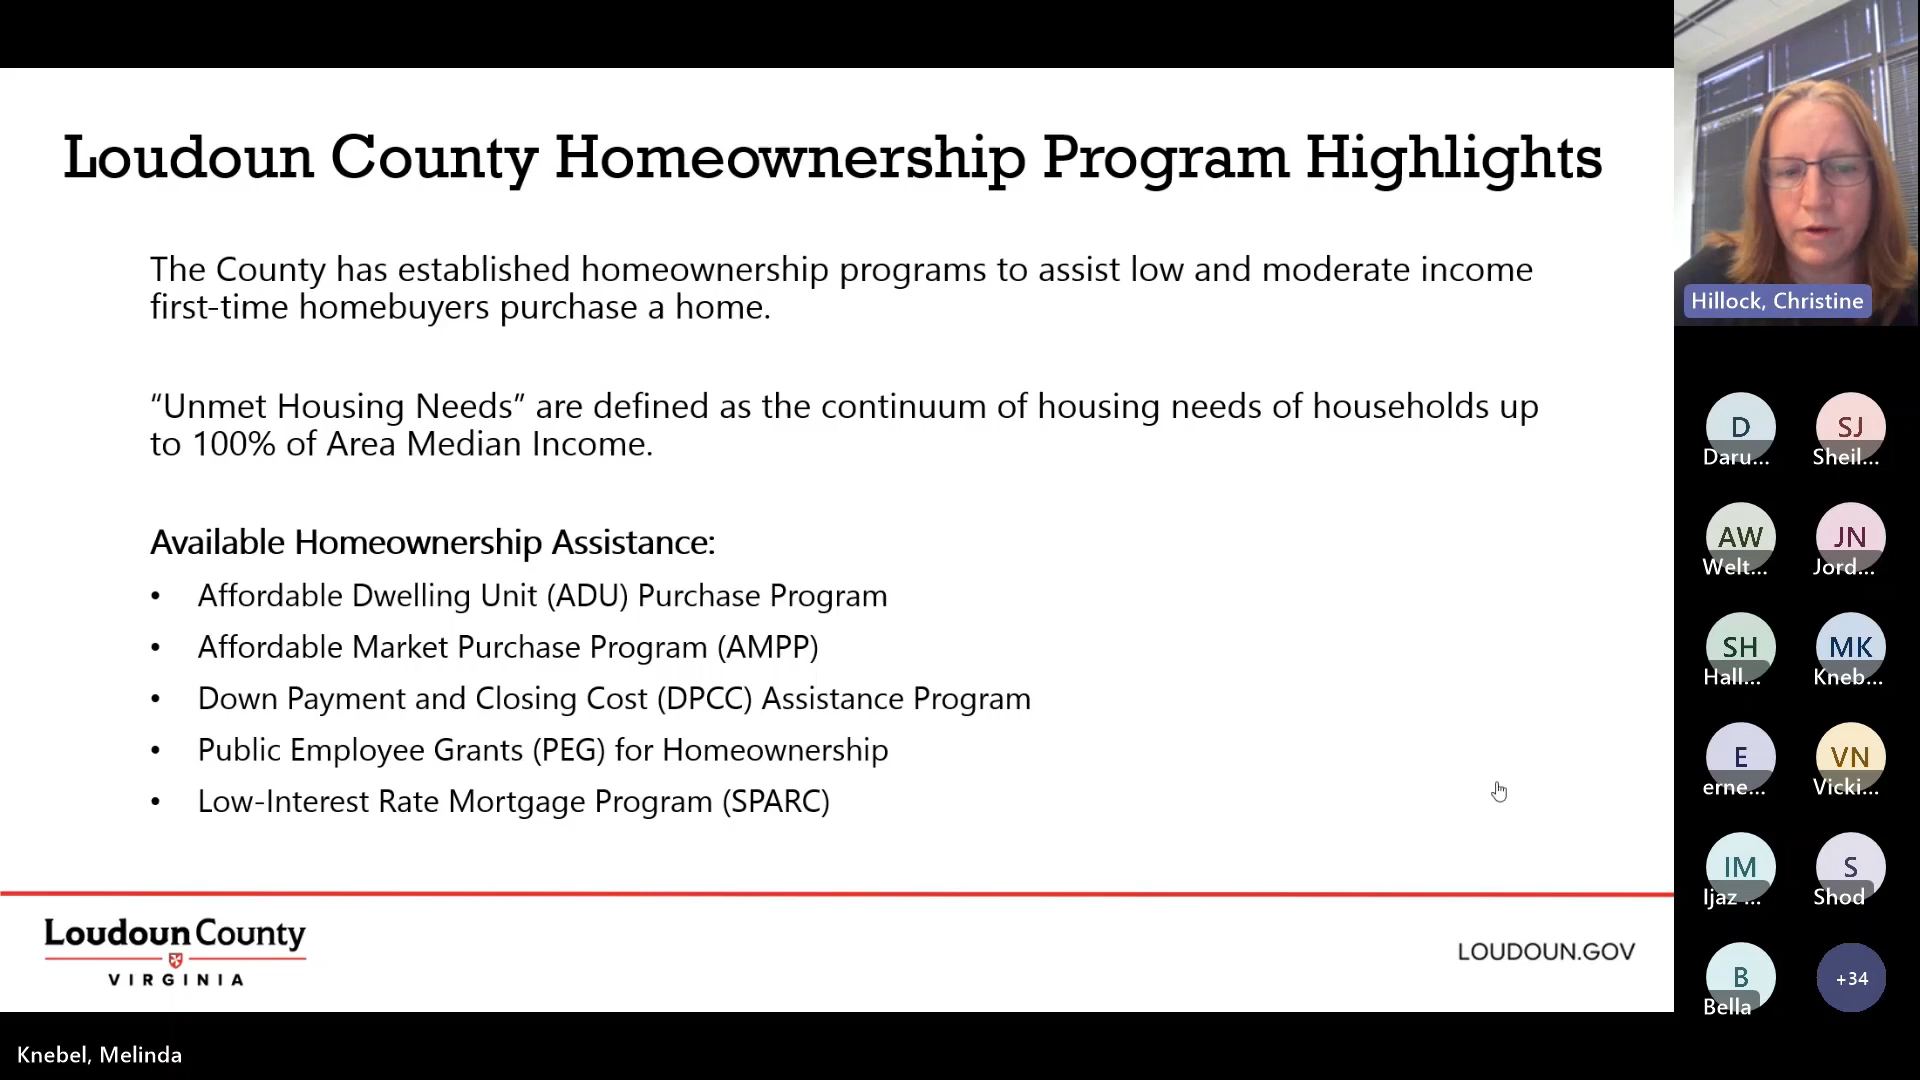 Loudoun County Homeownership Program Highlights
The County has established homeownership programs to assist low and moderate income
first-time homebuyers purchase a home.
“Unmet Housing Needs” are defined as the continuum of housing needs of households up
to 100% of Area Median Income.
Available Homeownership Assistance:
• Affordable Dwelling Unit (ADU) Purchase Program
• Affordable Market Purchase Program (AMPP)
• Down Payment and Closing Cost (DPCC) Assistance Program
• Public Employee Grants (PEG) for Homeownership
• Low-Interest Rate Mortgage Program (SPARC)
Loudoun County
VIRGINIA
LOUDOUN.GOV
Knebel, Melinda
Hillock, Christine
D
Daru...
SJ
Sheil...
AW
Welt...
JN
Jord...
SH
Hall...
MK
Kneb...
E
erne...
VN
Vicki...
IM
Ijaz ...
S
Shod
B
Bella
+34